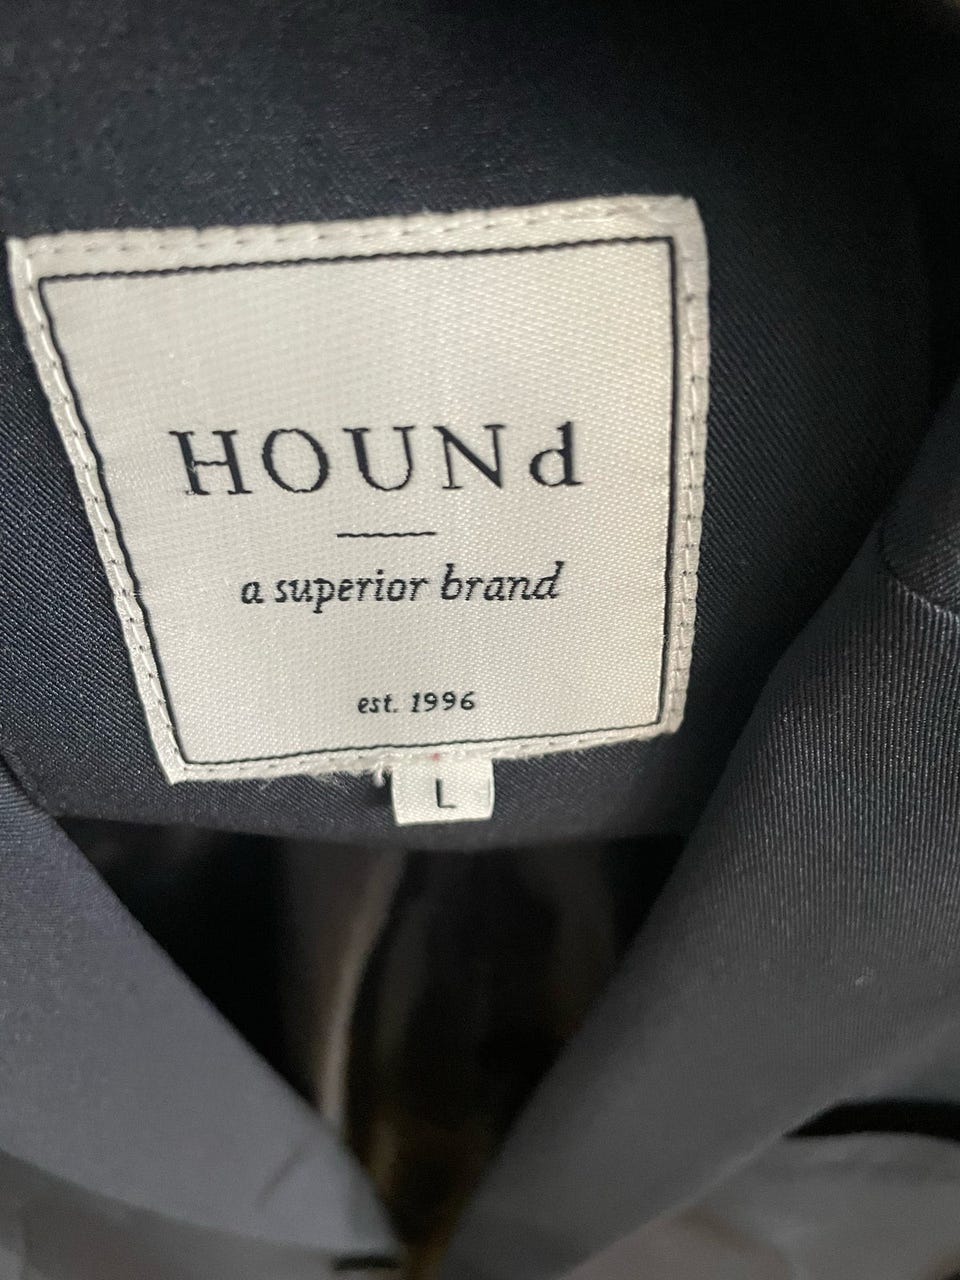 HOUNd
a superior brand
est. 1996
L